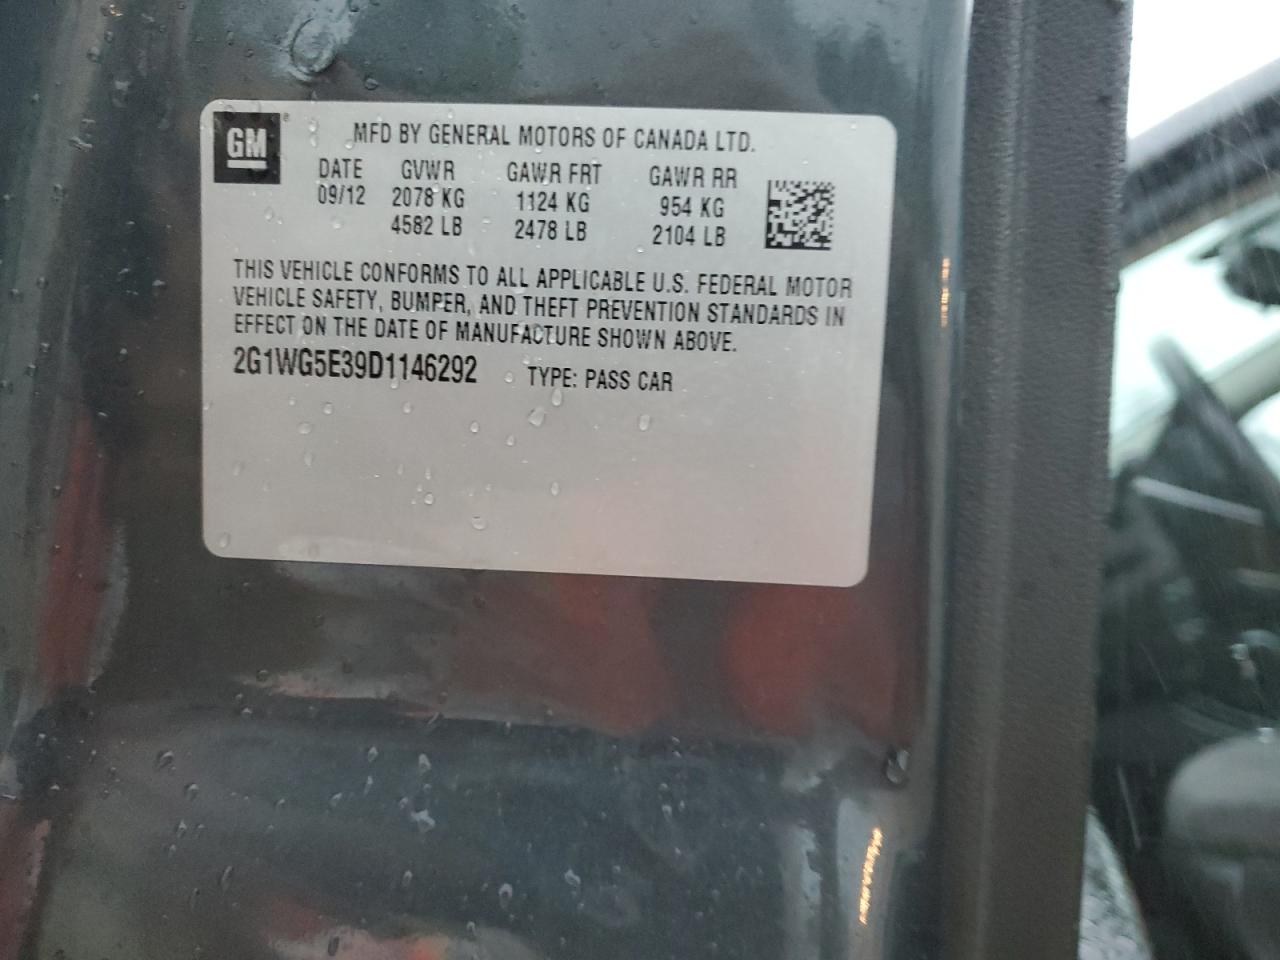 GM ®
MFD BY GENERAL MOTORS OF CANADA LTD.
DATE GVWR GAWR FRT GAWR RR
09/12 2078 KG 1124 KG 954 KG
4582 LB 2478 LB 2104 LB
THIS VEHICLE CONFORMS TO ALL APPLICABLE U.S. FEDERAL MOTOR
VEHICLE SAFETY, BUMPER, AND THEFT PREVENTION STANDARDS IN
EFFECT ON THE DATE OF MANUFACTURE SHOWN ABOVE.
2G1WG5E39D1146292 TYPE: PASS CAR